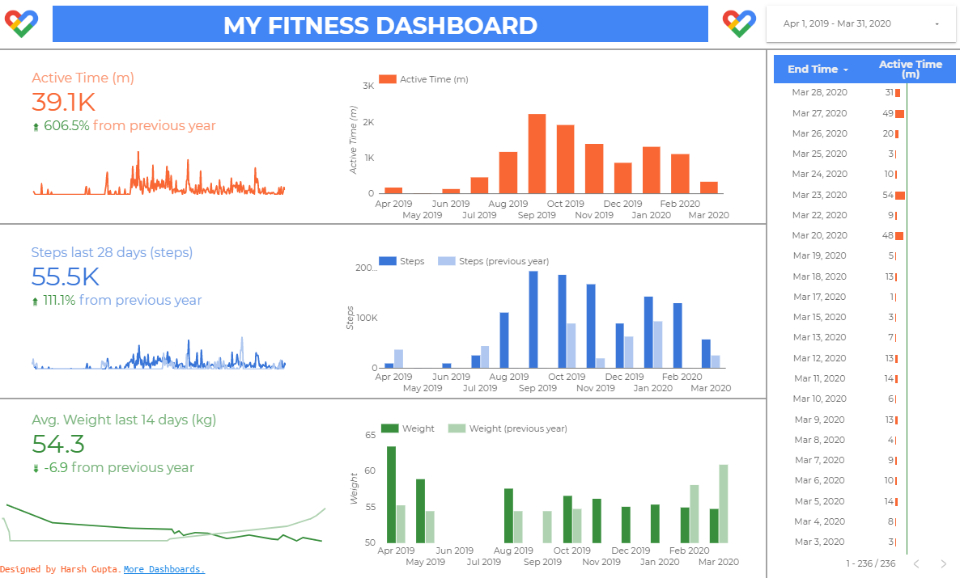 MY FITNESS DASHBOARD
Apr 1, 2019 - Mar 31, 2020
Active Time (m)
39.1K
606.5% from previous year
Active Time (m)
3K
2K
1K
0
Active Time (m)
Apr 2019 Jun 2019 Aug 2019 Oct 2019 Dec 2019 Feb 2020
May 2019 Jul 2019 Sep 2019 Nov 2019 Jan 2020 Mar 2020
Steps last 28 days (steps)
55.5K
111.1% from previous year
Steps Steps (previous year)
200...
100K
0
Steps
Apr 2019 Jun 2019 Aug 2019 Oct 2019 Dec 2019 Feb 2020
May 2019 Jul 2019 Sep 2019 Nov 2019 Jan 2020 Mar 2020
Avg. Weight last 14 days (kg)
54.3
-6.9 from previous year
Weight Weight (previous year)
65
60
55
50
Weight
Apr 2019 Jun 2019 Aug 2019 Oct 2019 Dec 2019 Feb 2020
May 2019 Jul 2019 Sep 2019 Nov 2019 Jan 2020 Mar 2020
Designed by Harsh Gupta. More Dashboards.
End Time Active Time (m)
Mar 28, 2020 31
Mar 27, 2020 49
Mar 26, 2020 20
Mar 25, 2020 3
Mar 24, 2020 10
Mar 23, 2020 54
Mar 22, 2020 9
Mar 20, 2020 48
Mar 19, 2020 5
Mar 18, 2020 13
Mar 17, 2020 1
Mar 15, 2020 3
Mar 13, 2020 7
Mar 12, 2020 13
Mar 11, 2020 14
Mar 10, 2020 6
Mar 9, 2020 13
Mar 8, 2020 4
Mar 7, 2020 9
Mar 6, 2020 10
Mar 5, 2020 14
Mar 4, 2020 8
Mar 3, 2020 3
1 - 236 / 236